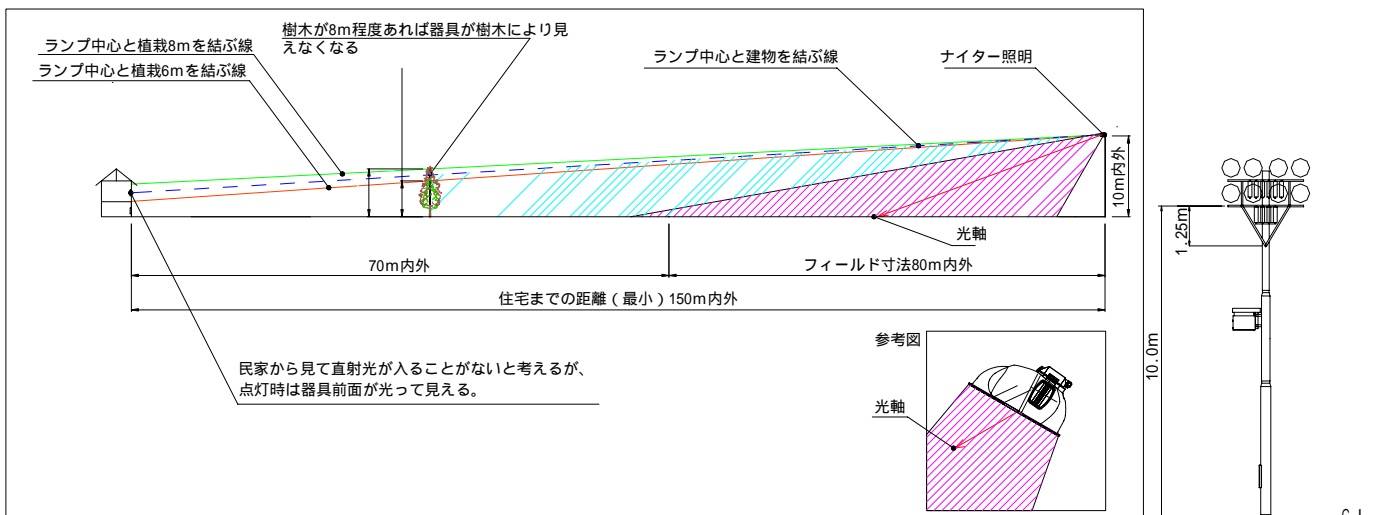 樹木が8m程度あれば器具が樹木により見
えなくなる
ランプ中心と植栽8mを結ぶ線
ランプ中心と植栽6mを結ぶ線
ランプ中心と建物を結ぶ線
ナイター照明
10m内外
光軸
70m内外
フィールド寸法80m内外
住宅までの距離(最小)150m内外
民家から見て直射光が入ることがないと考えるが、
点灯時は器具前面が光って見える。
参考図
光軸
1.25m
10.0m